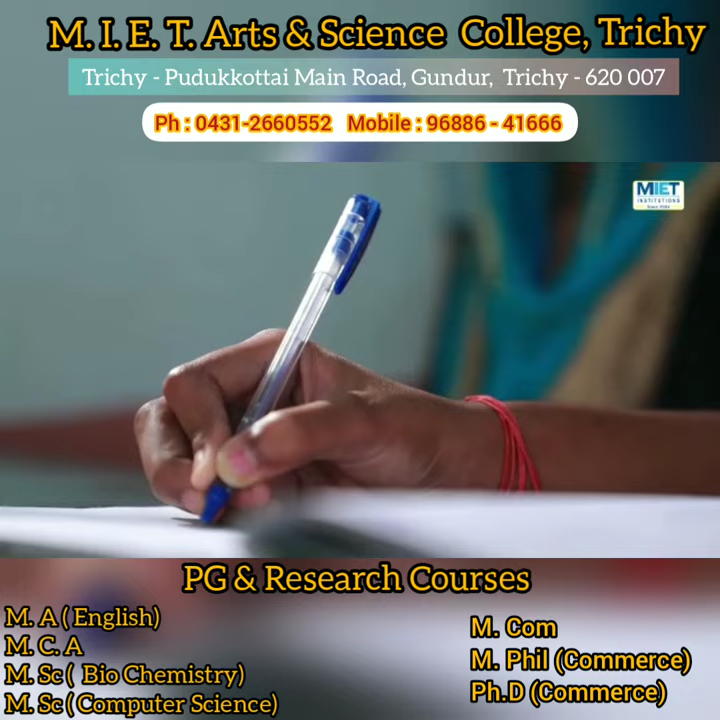 M. I. E. T. Arts & Science College, Trichy
Trichy - Pudukkottai Main Road, Gundur, Trichy - 620 007
Ph : 0431-2660552 Mobile : 96886 - 41666
MIET
INSTITUTIONS
PG & Research Courses
M. A ( English)
M. C. A
M. Sc ( Bio Chemistry)
M. Sc ( Computer Science)
M. Com
M. Phil (Commerce)
Ph.D (Commerce)